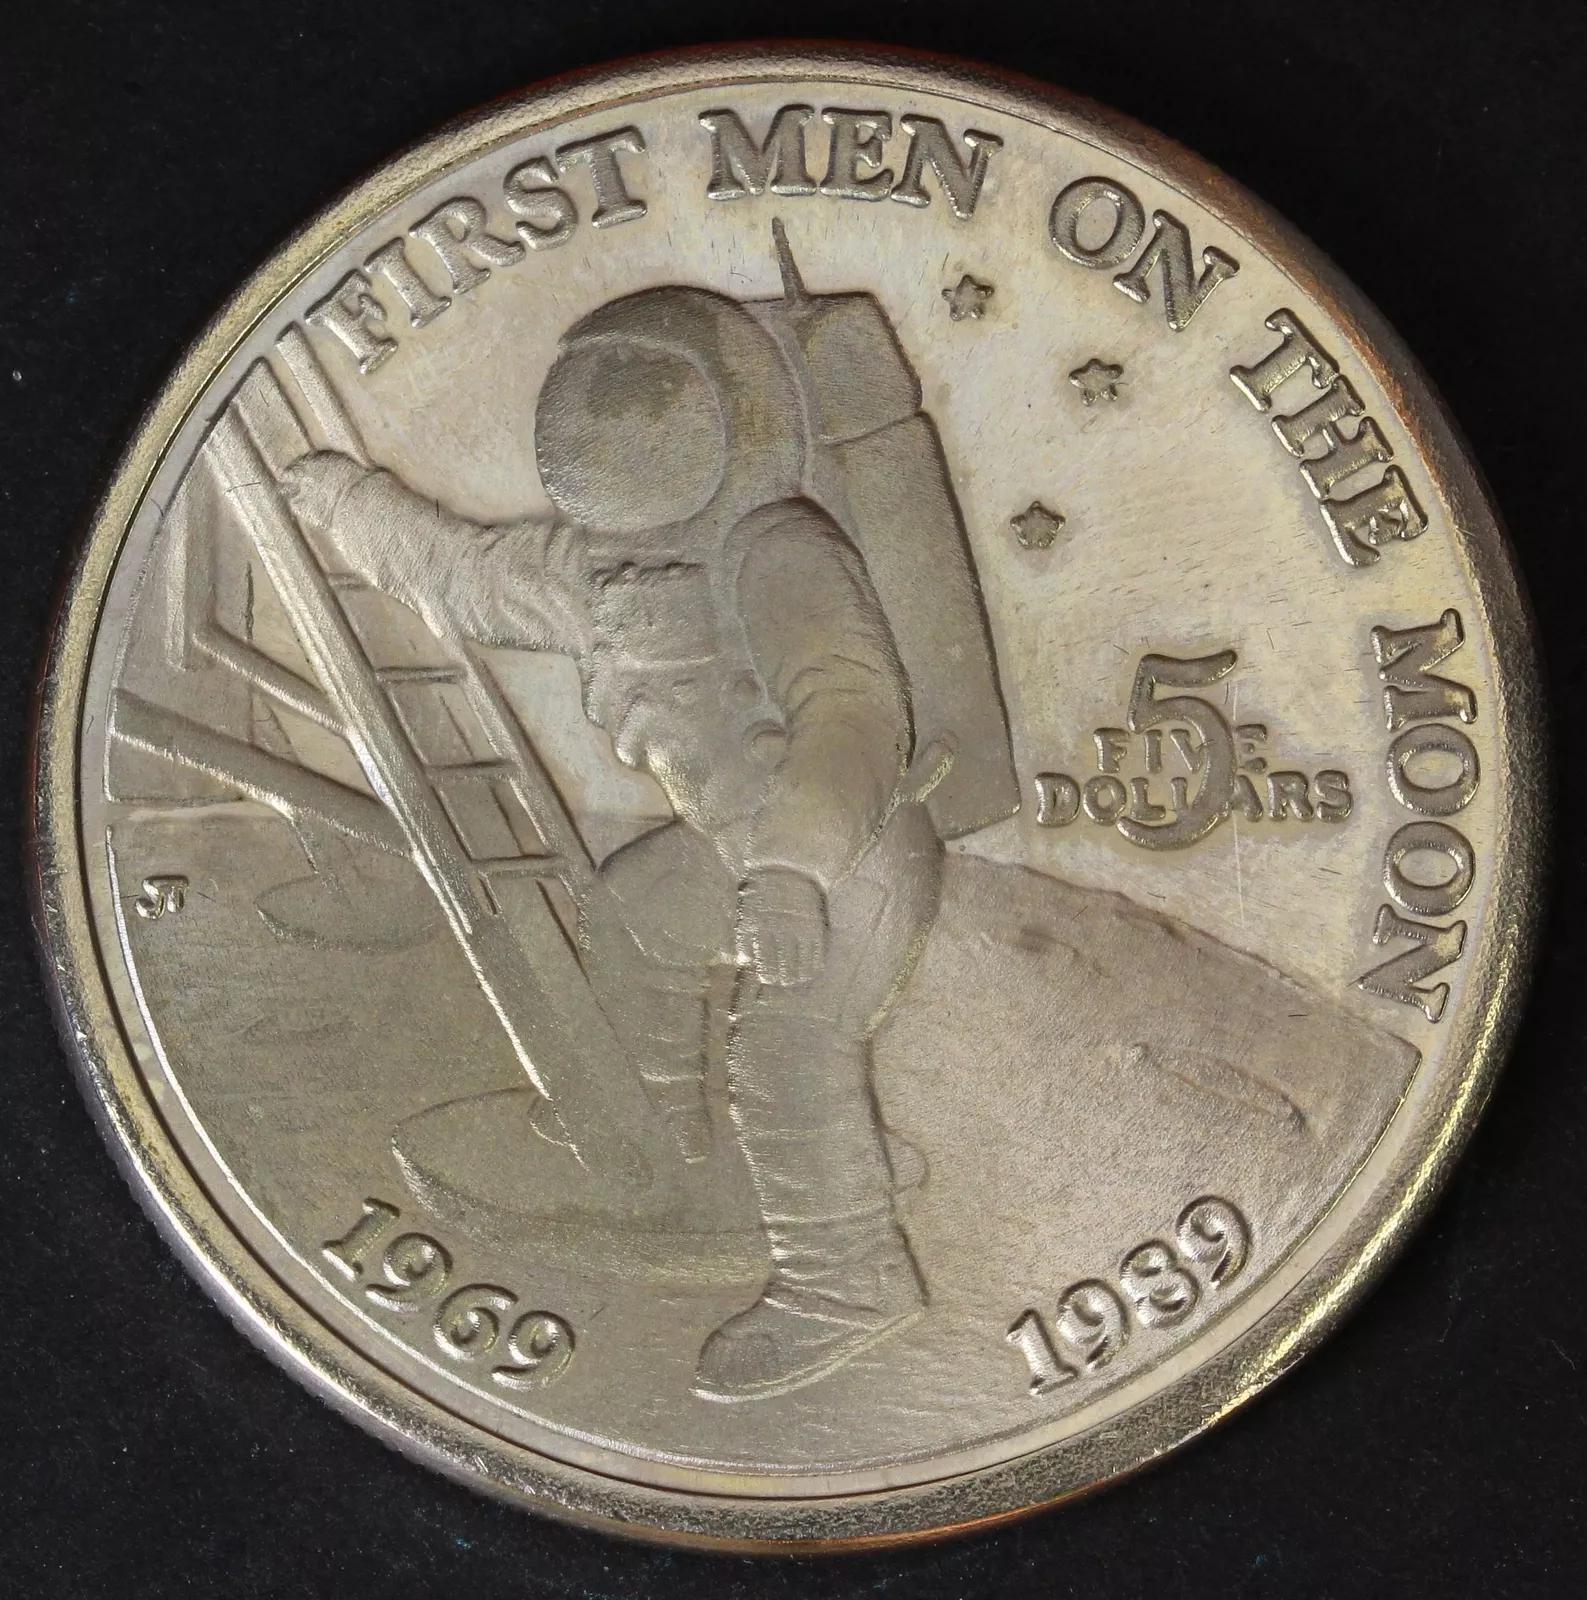 FIRST MEN ON THE MOON
5
FIVE
DOLLARS
1969
1989